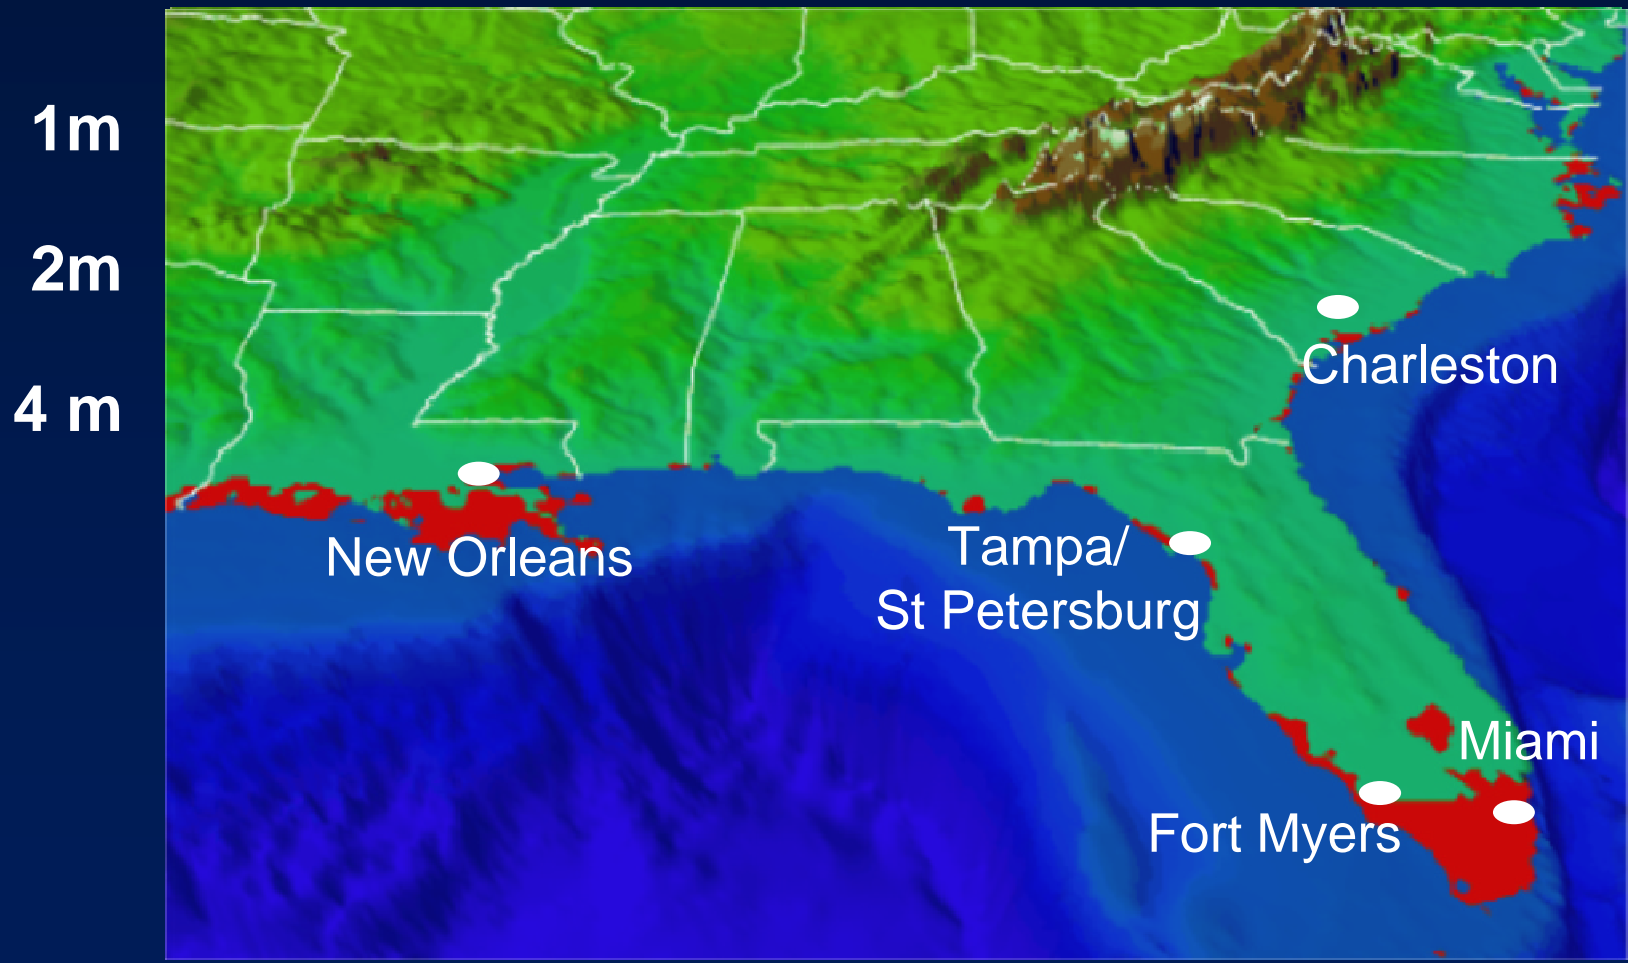 1m
2m
4 m
Charleston
New Orleans
Tampa/
St Petersburg
Miami
Fort Myers